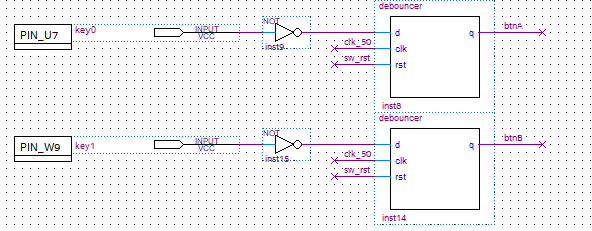 debouncer
PIN_U7 key0 INPUT VCC NOT inst9 d q btnA
clk_50 clk
sw_rst rst
inst8
debouncer
PIN_W9 key1 INPUT VCC NOT inst15 d q btnB
clk_50 clk
sw_rst rst
inst14